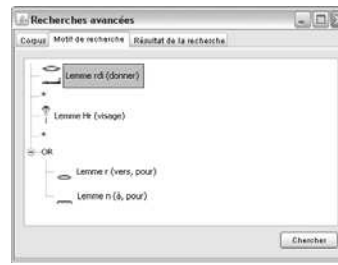 Recherches avancées
Corpus Motif de recherche Résultat de la recherche
Lemme rdi (donner)
*
Lemme Hr (visage)
*
OR
Lemme r (vers, pour)
Lemme n (à, pour)
Chercher